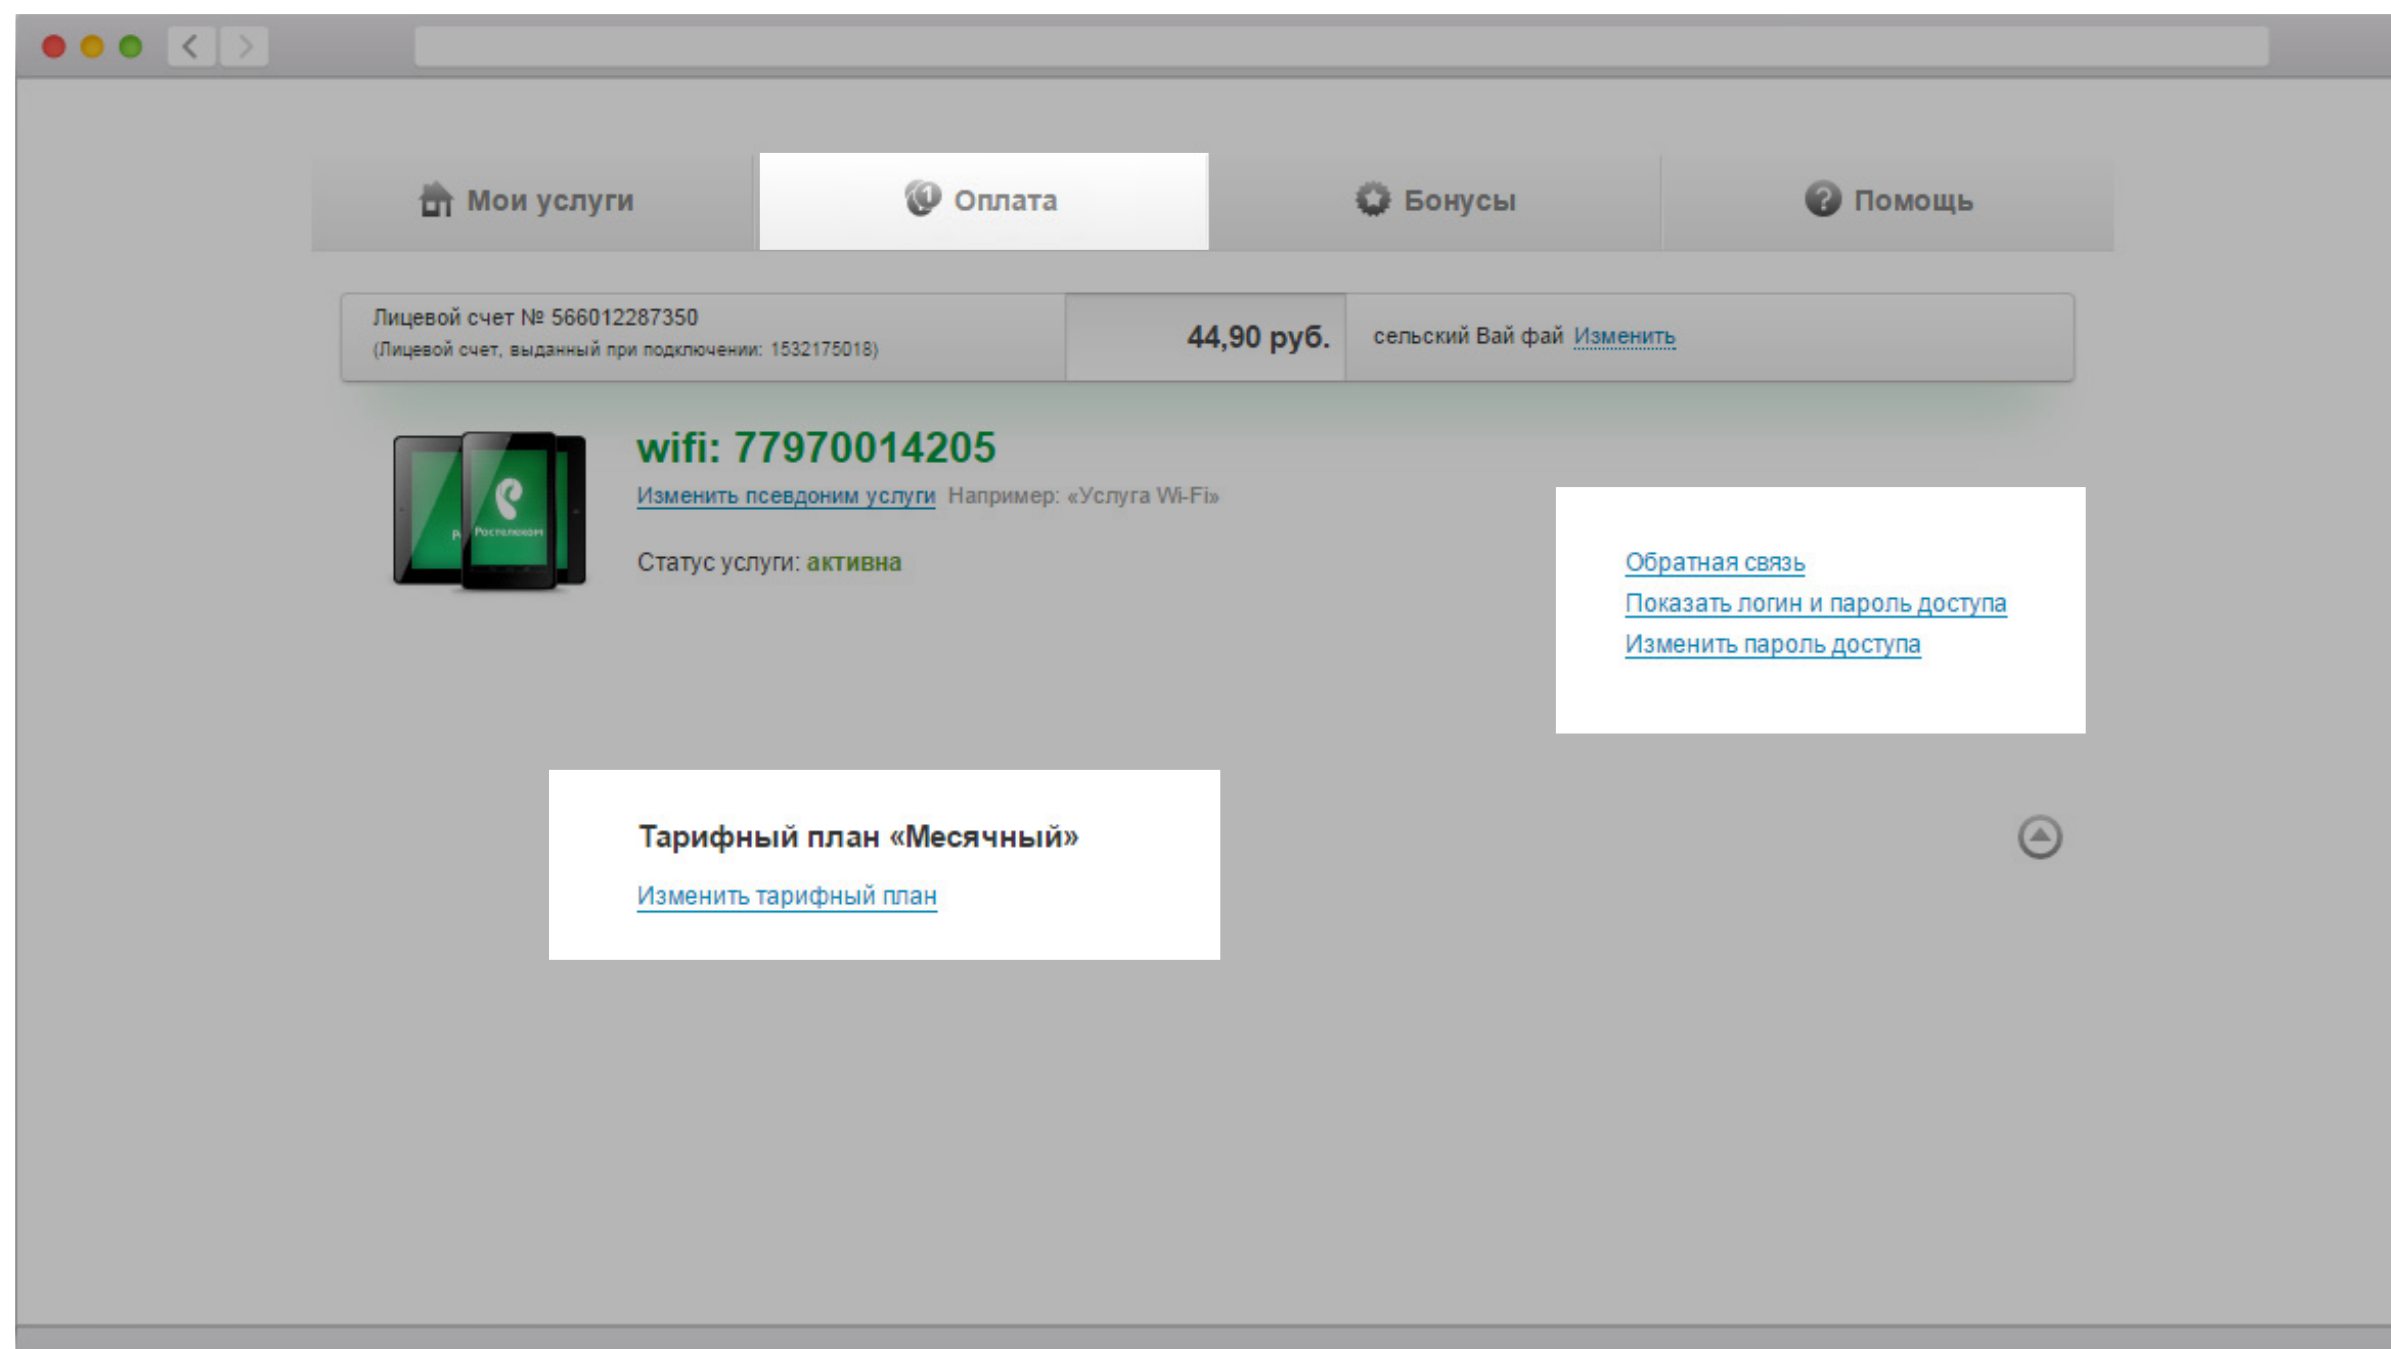 Мои услуги
Оплата
Бонусы
Помощь
Лицевой счет № 566012287350
(Лицевой счет, выданный при подключении: 1532175018)
44,90 руб.
сельский Вай фай Изменить
wifi: 77970014205
Изменить псевдоним услуги Например: «Услуга Wi-Fi»
Ростелеком
Статус услуги: активна
Обратная связь
Показать логин и пароль доступа
Изменить пароль доступа
Тарифный план «Месячный»
Изменить тарифный план